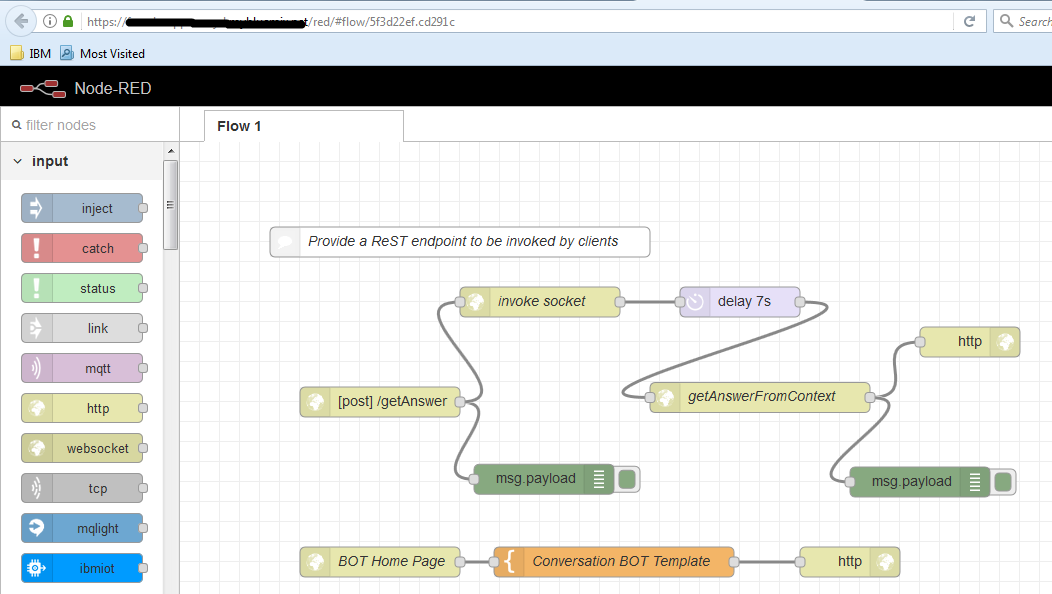 https://
/red/#flow/5f3d22ef.cd291c
Search
IBM Most Visited
Node-RED
filter nodes
Flow 1
input
inject
catch
status
link
mqtt
http
websocket
tcp
mqlight
ibmiot
Provide a ReST endpoint to be invoked by clients
invoke socket
delay 7s
http
[post] /getAnswer
getAnswerFromContext
msg.payload
msg.payload
BOT Home Page
Conversation BOT Template
http